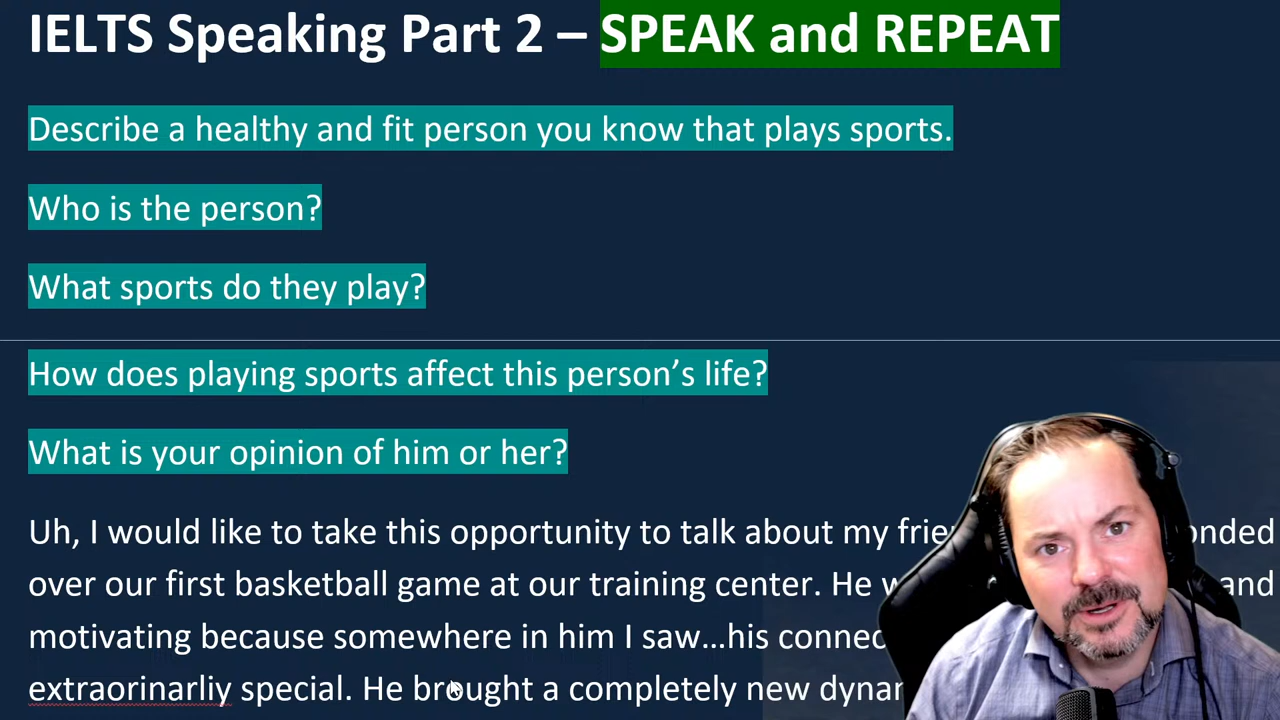 IELTS Speaking Part 2 – SPEAK and REPEAT
Describe a healthy and fit person you know that plays sports.
Who is the person?
What sports do they play?
How does playing sports affect this person’s life?
What is your opinion of him or her?
Uh, I would like to take this opportunity to talk about my
over our first basketball game at our training center. He and
motivating because somewhere in him I saw…his
extraorinarliy special. He brought a completely new